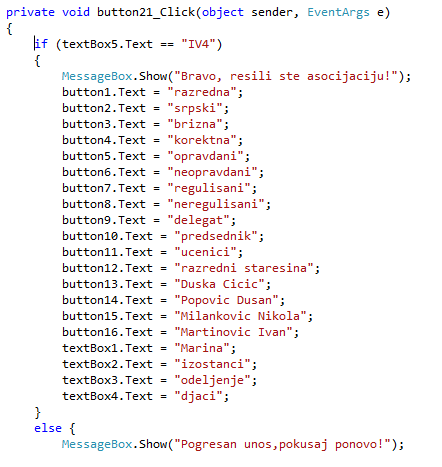 private void button21_Click(object sender, EventArgs e)
{
if (textBox5.Text == "IV4")
{
MessageBox.Show("Bravo, resili ste asocijaciju!");
button1.Text = "razredna";
button2.Text = "srpski";
button3.Text = "brizna";
button4.Text = "korektna";
button5.Text = "opravdani";
button6.Text = "neopravdani";
button7.Text = "regulisani";
button8.Text = "neregulisani";
button9.Text = "delegat";
button10.Text = "predsednik";
button11.Text = "ucenici";
button12.Text = "razredni staresina";
button13.Text = "Duska Cicic";
button14.Text = "Popovic Dusan";
button15.Text = "Milankovic Nikola";
button16.Text = "Martinovic Ivan";
textBox1.Text = "Marina";
textBox2.Text = "izostanci";
textBox3.Text = "odeljenje";
textBox4.Text = "djaci";
}
else {
MessageBox.Show("Pogresan unos,pokusaj ponovo!");